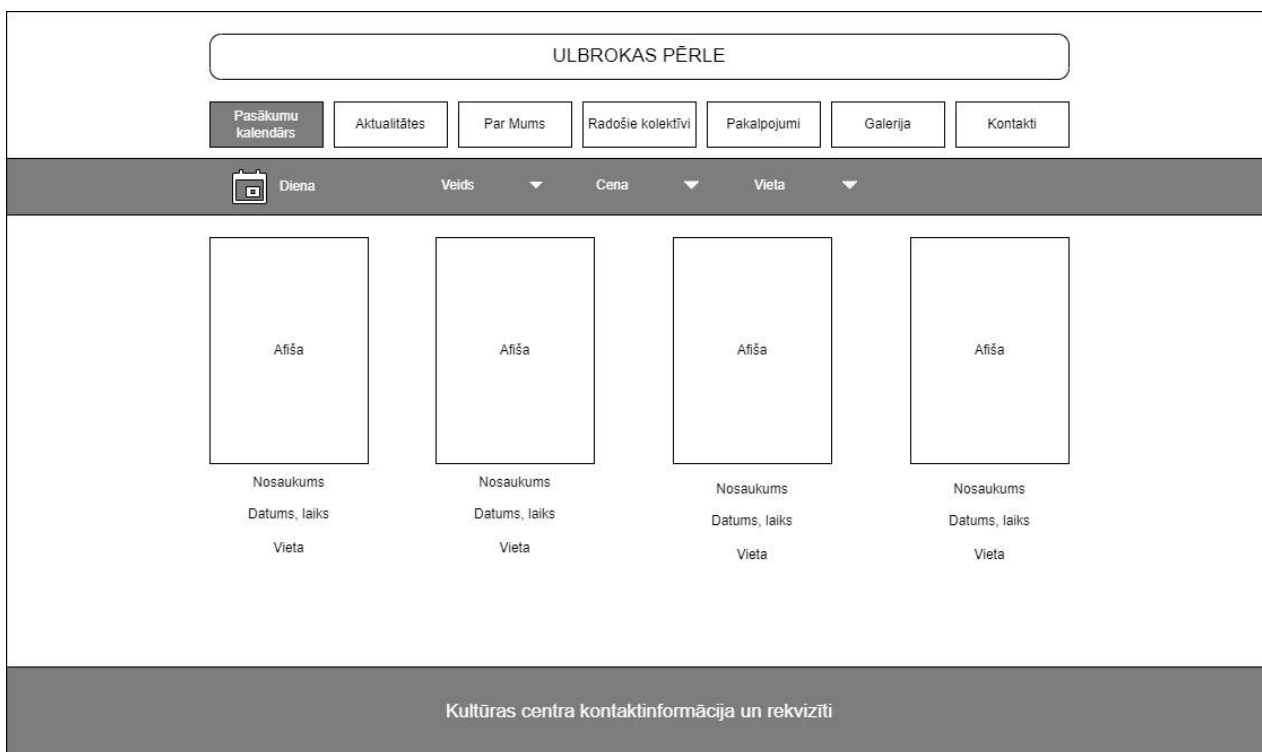 ULBROKAS PĒRLE
Pasākumu
kalendārs
Aktualitātes
Par Mums
Radošie kolektīvi
Pakalpojumi
Galerija
Kontakti
Diena
Veids
Cena
Vieta
Afiša
Afiša
Afiša
Afiša
Nosaukums
Datums, laiks
Vieta
Nosaukums
Datums, laiks
Vieta
Nosaukums
Datums, laiks
Vieta
Nosaukums
Datums, laiks
Vieta
Kultūras centra kontaktinformācija un rekvizīti